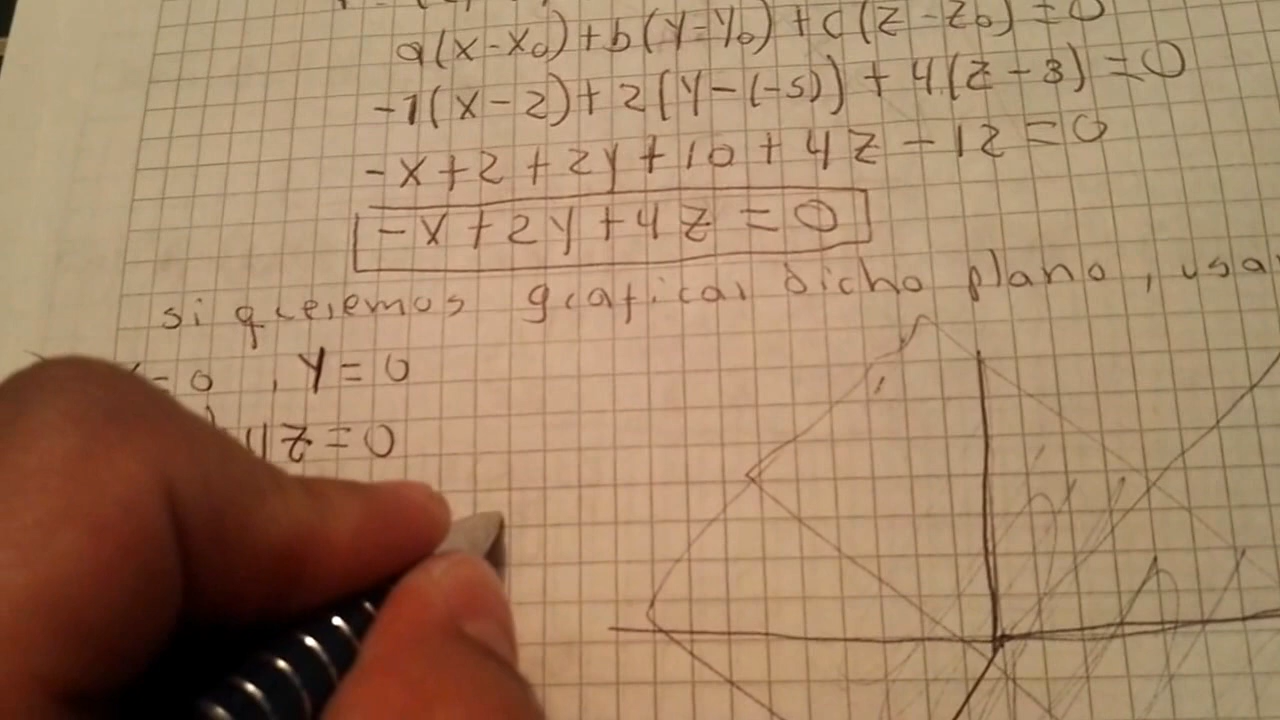 a(x-x₀)+b(y-y₀)+c(z-z₀)=0
-1(x-2)+2(y-(-5))+4(z-3)=0
-x+2+2y+10+4z-12=0
-x+2y+4z=0
si queremos graficar dicho plano,
=0, y=0
4z=0